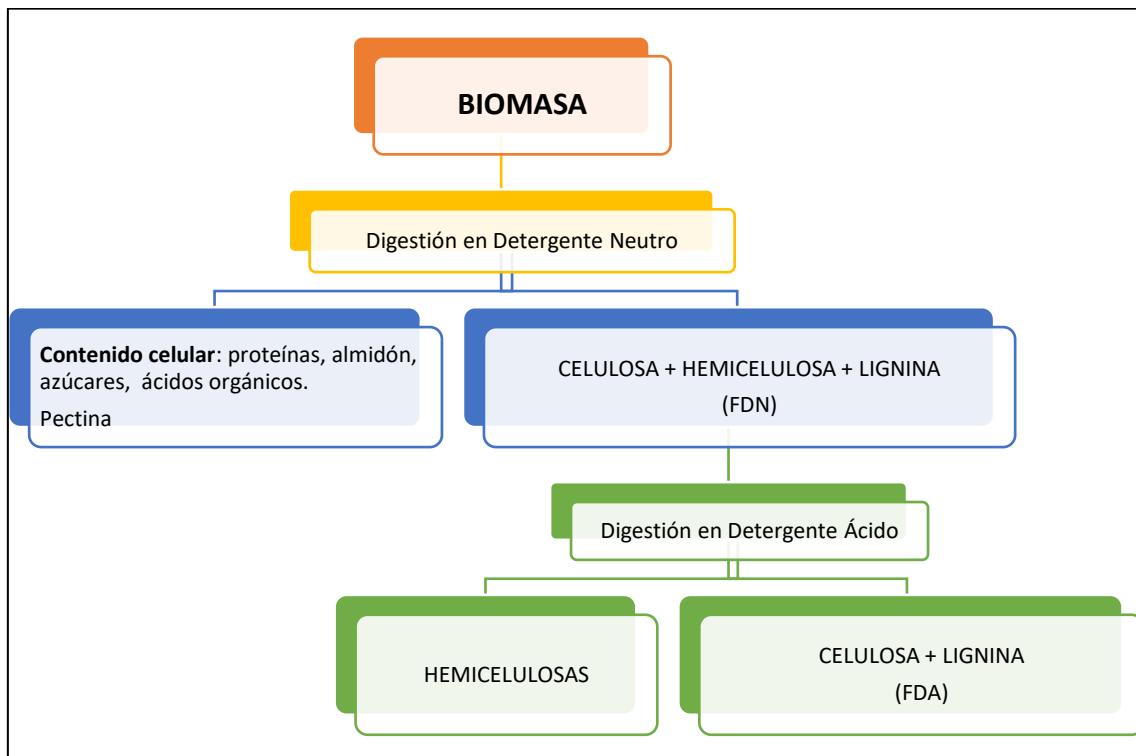 BIOMASA
Digestión en Detergente Neutro
Contenido celular: proteínas, almidón,
azúcares, ácidos orgánicos.
Pectina
CELULOSA + HEMICELULOSA + LIGNINA
(FDN)
Digestión en Detergente Ácido
HEMICELULOSAS
CELULOSA + LIGNINA
(FDA)